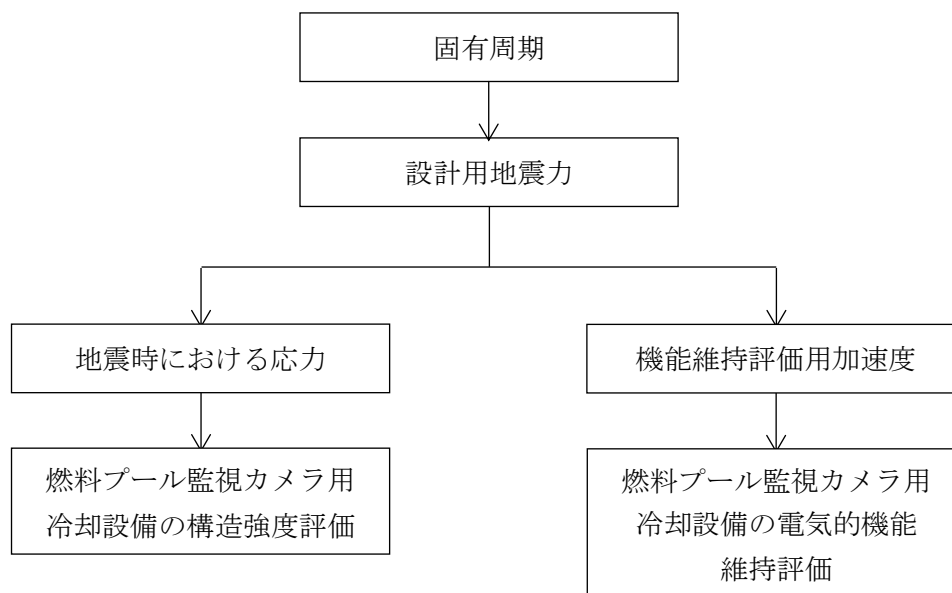 固有周期
設計用地震力
地震時における応力
機能維持評価用加速度
燃料プール監視カメラ用
冷却設備の構造強度評価
燃料プール監視カメラ用
冷却設備の電気的機能
維持評価